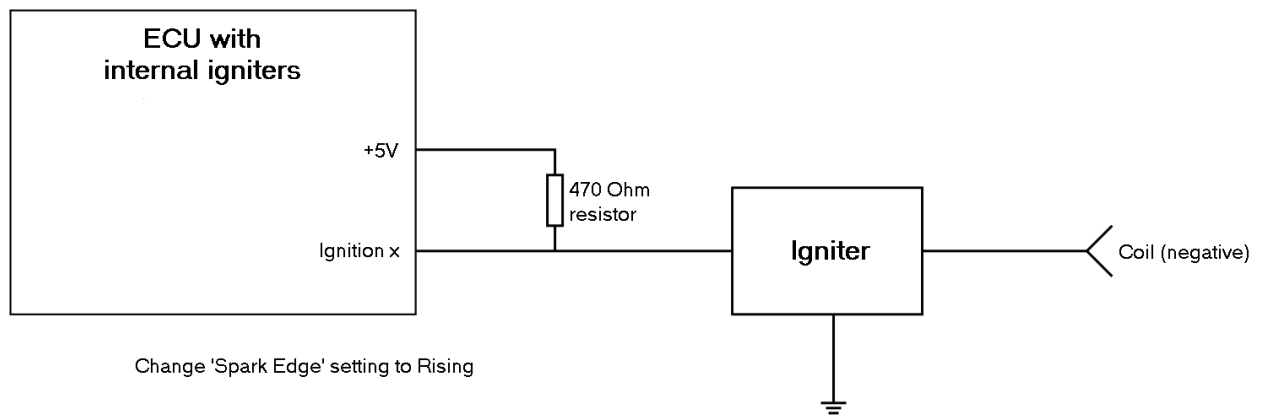 ECU with
internal igniters
+5V
470 Ohm
resistor
Ignition x
Igniter
Coil (negative)
Change 'Spark Edge' setting to Rising